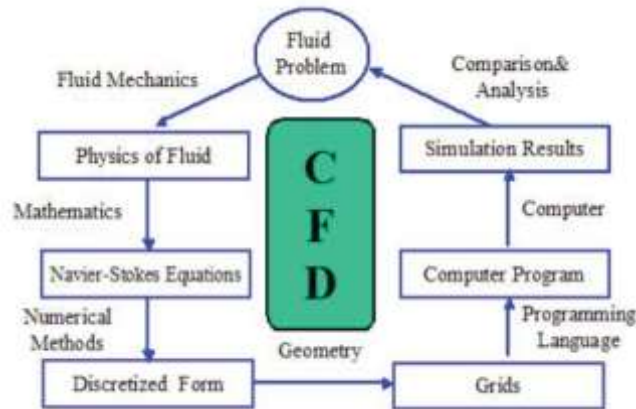 Fluid
Problem
Fluid Mechanics
Comparison&
Analysis
Physics of Fluid
C
F
D
Simulation Results
Mathematics
Computer
Navier-Stokes Equations
Computer Program
Numerical
Methods
Programming
Language
Geometry
Discretized Form
Grids